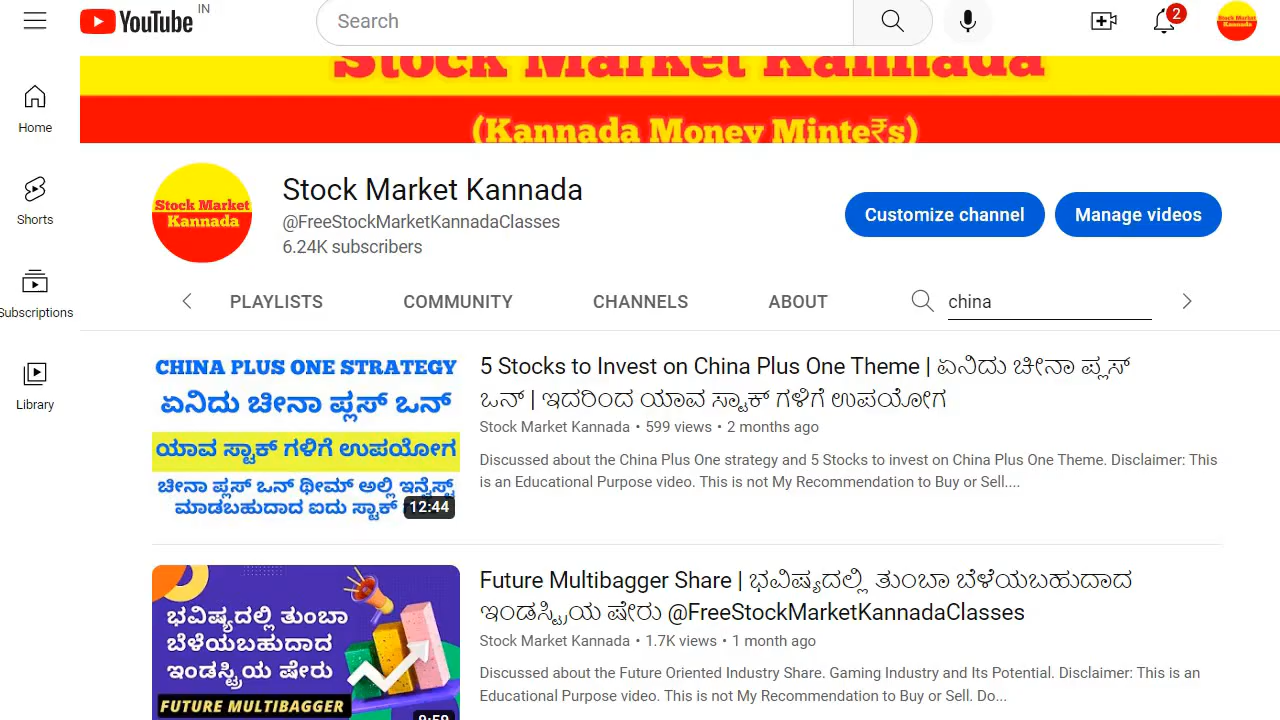 YouTube IN
Search
2
Stock Market Kannada
(Kannada Money Minte₹s)
Home
Shorts
Subscriptions
Library
Stock Market
Kannada
Stock Market Kannada
@FreeStockMarketKannadaClasses
6.24K subscribers
Customize channel
Manage videos
PLAYLISTS
COMMUNITY
CHANNELS
ABOUT
china
CHINA PLUS ONE STRATEGY
ಏನಿದು ಚೀನಾ ಪ್ಲಸ್ ಒನ್
ಯಾವ ಸ್ಟಾಕ್ ಗಳಿಗೆ ಉಪಯೋಗ
ಚೀನಾ ಪ್ಲಸ್ ಒನ್ ಥೀಮ್ ಅಲ್ಲಿ ಇನ್ವೆಸ್ಟ್
ಮಾಡಬಹುದಾದ ಐದು ಸ್ಟಾಕ್
12:44
5 Stocks to Invest on China Plus One Theme | ಏನಿದು ಚೀನಾ ಪ್ಲಸ್
ಒನ್ | ಇದರಿಂದ ಯಾವ ಸ್ಟಾಕ್ ಗಳಿಗೆ ಉಪಯೋಗ
Stock Market Kannada • 599 views • 2 months ago
Discussed about the China Plus One strategy and 5 Stocks to invest on China Plus One Theme. Disclaimer: This
is an Educational Purpose video. This is not My Recommendation to Buy or Sell....
ಭವಿಷ್ಯದಲ್ಲಿ ತುಂಬಾ
ಬೆಳೆಯಬಹುದಾದ
ಇಂಡಸ್ಟ್ರಿಯ ಷೇರು
FUTURE MULTIBAGGER
9:59
Future Multibagger Share | ಭವಿಷ್ಯದಲ್ಲಿ ತುಂಬಾ ಬೆಳೆಯಬಹುದಾದ
ಇಂಡಸ್ಟ್ರಿಯ ಷೇರು @FreeStockMarketKannadaClasses
Stock Market Kannada • 1.7K views • 1 month ago
Discussed about the Future Oriented Industry Share. Gaming Industry and Its Potential. Disclaimer: This is an
Educational Purpose video. This is not My Recommendation to Buy or Sell. Do...